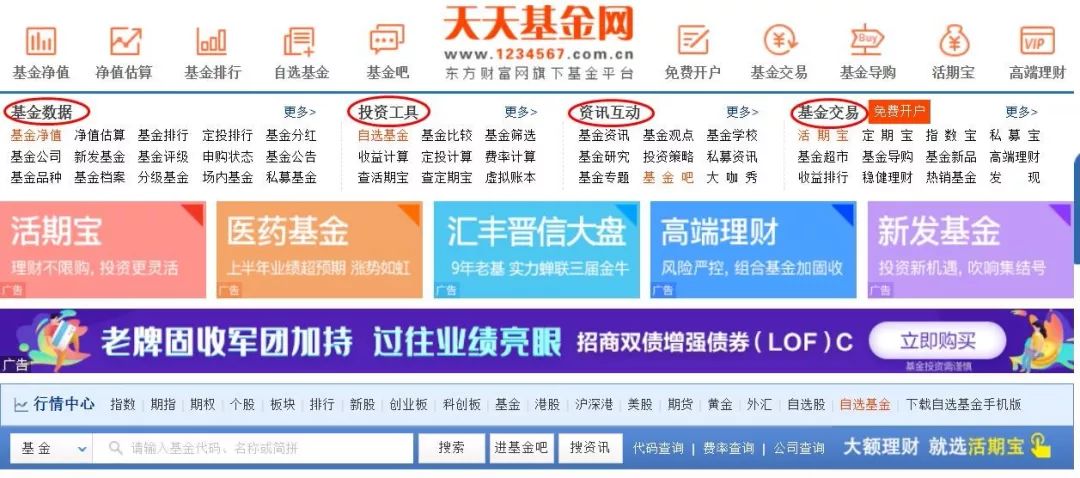 天天基金网
www.1234567.com.cn
东方财富网旗下基金平台
基金净值 净值估算 基金排行 自选基金 基金吧 免费开户 基金交易 基金导购 活期宝 高端理财
Buy VIP
基金数据 更多> 投资工具 更多> 资讯互动 更多> 基金交易 免费开户 更多>
基金净值 净值估算 基金排行 定投排行 基金分红 自选基金 基金比较 基金筛选 基金资讯 基金观点 基金学校 活期宝 定期宝 指数宝 私募宝
基金公司 新发基金 基金评级 申购状态 基金公告 收益计算 定投计算 费率计算 基金研究 投资策略 私募资讯 基金超市 基金导购 基金新品 高端理财
基金品种 基金档案 分级基金 场内基金 私募基金 查活期宝 查定期宝 虚拟账本 基金专题 基金吧 大咖秀 收益排行 稳健理财 热销基金 发现
活期宝 医药基金 汇丰晋信大盘 高端理财 新发基金
理财不限购, 投资更灵活 上半年业绩超预期 涨势如虹 9年老基 实力蝉联三届金牛 风险严控, 组合基金加固收 投资新机遇, 吹响集结号
广告 广告 广告 广告 广告
老牌固收军团加持 过往业绩亮眼 招商双债增强债券(LOF)C 立即购买
广告 基金投资需谨慎
行情中心 指数 期指 期权 个股 板块 排行 新股 创业板 科创板 基金 港股 沪深港 美股 期货 黄金 外汇 自选股 自选基金 下载自选基金手机版
基金 请输入基金代码、名称或简拼 搜索 进基金吧 搜资讯 代码查询 | 费率查询 | 公司查询 大额理财 就选活期宝